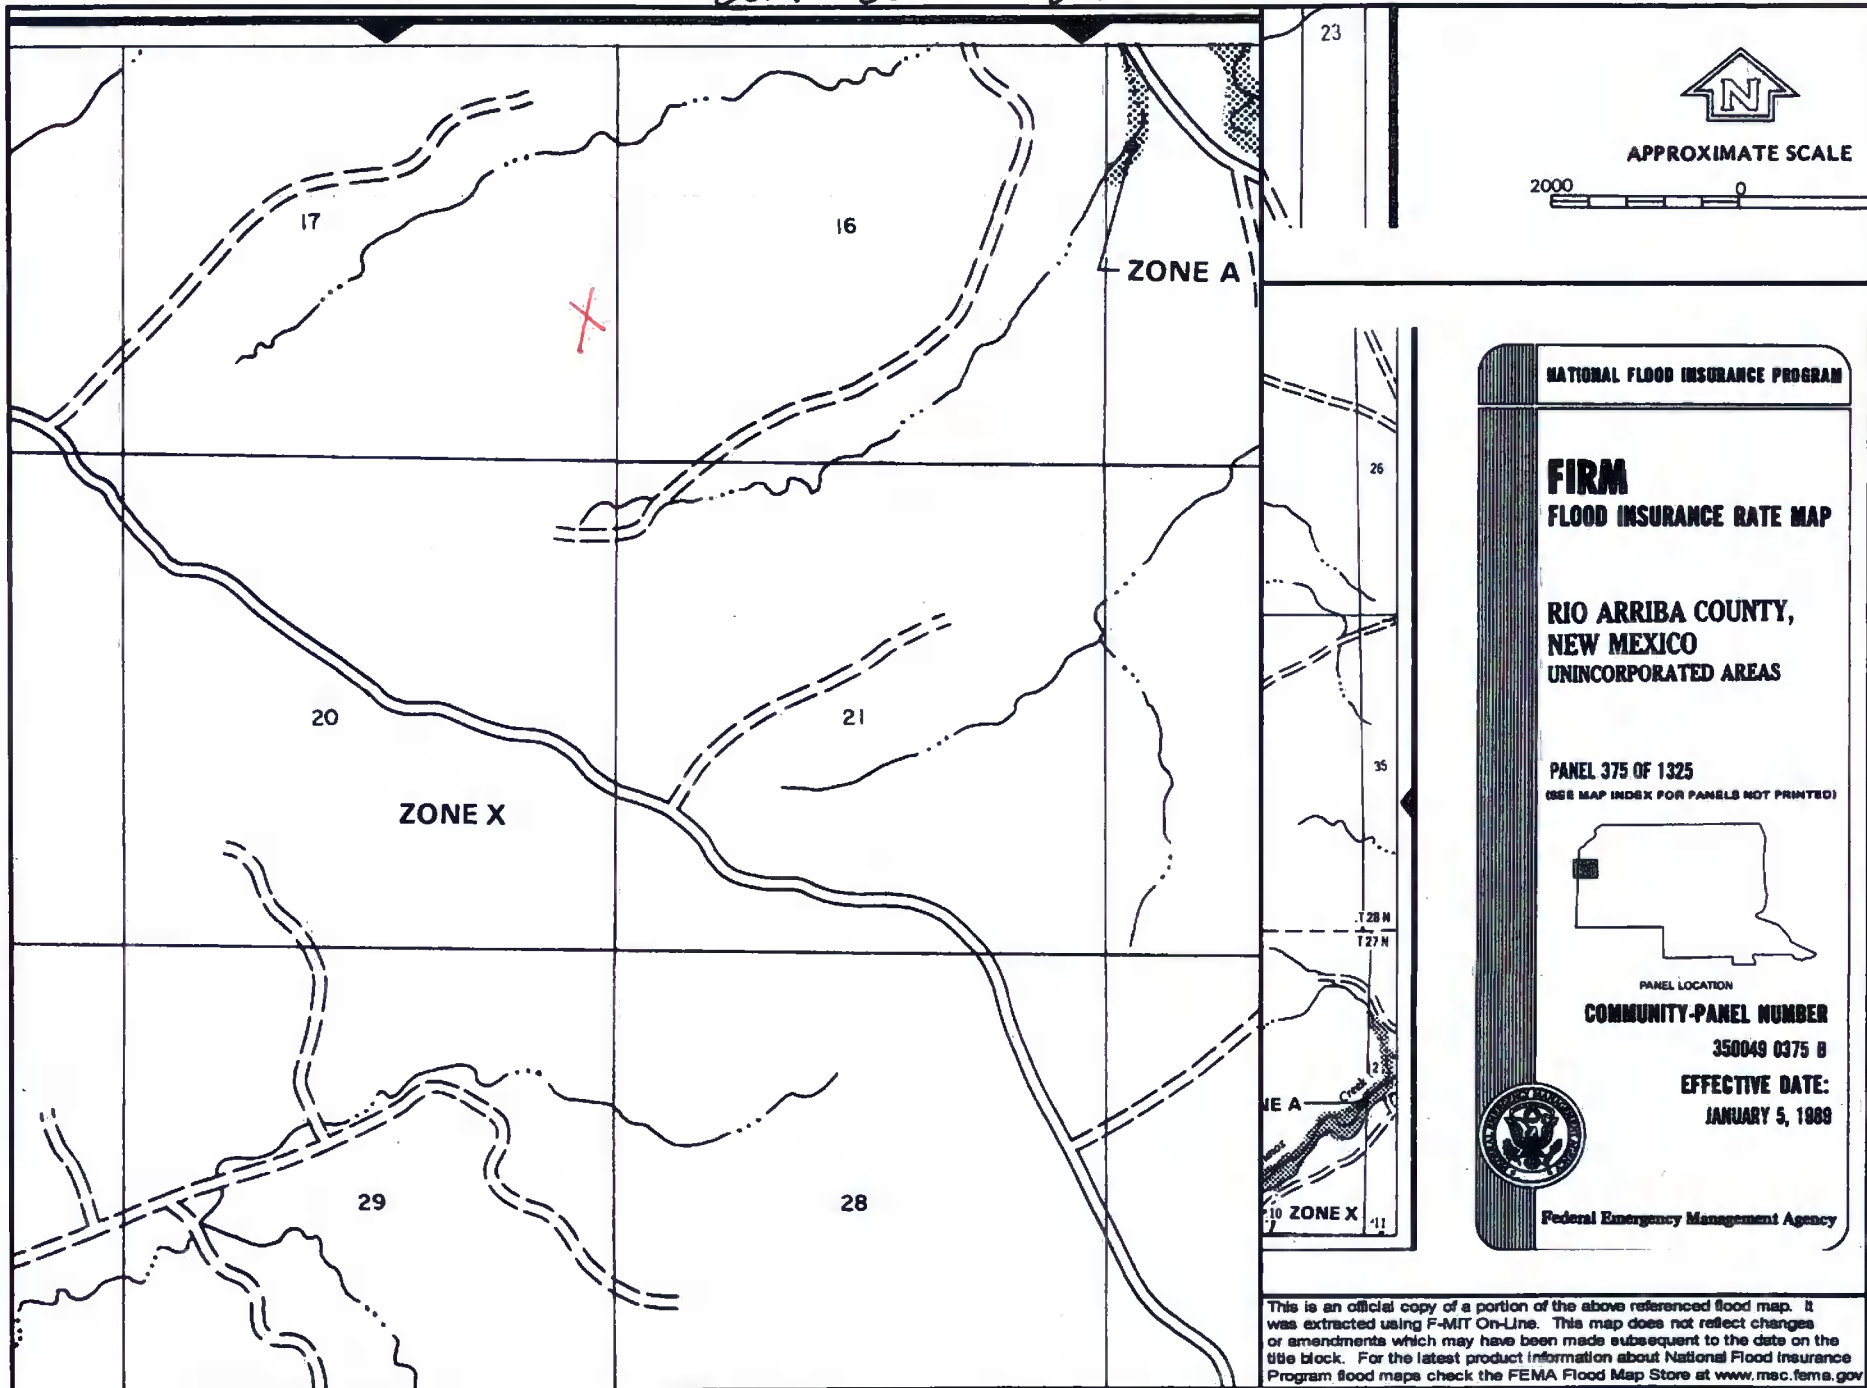 17
16
ZONE A
20
21
ZONE X
29
28
23
APPROXIMATE SCALE
2000 0
26
35
T 28 N
T 27 N
2
Creek
NE A
10 ZONE X 11
N
NATIONAL FLOOD INSURANCE PROGRAM
FIRM
FLOOD INSURANCE RATE MAP
RIO ARRIBA COUNTY,
NEW MEXICO
UNINCORPORATED AREAS
PANEL 375 OF 1325
(SEE MAP INDEX FOR PANELS NOT PRINTED)
PANEL LOCATION
COMMUNITY-PANEL NUMBER
350049 0375 B
EFFECTIVE DATE:
JANUARY 5, 1989
Federal Emergency Management Agency
This is an official copy of a portion of the above referenced flood map. It
was extracted using F-MIT On-Line. This map does not reflect changes
or amendments which may have been made subsequent to the date on the
title block. For the latest product information about National Flood Insurance
Program flood maps check the FEMA Flood Map Store at www.msc.fema.gov